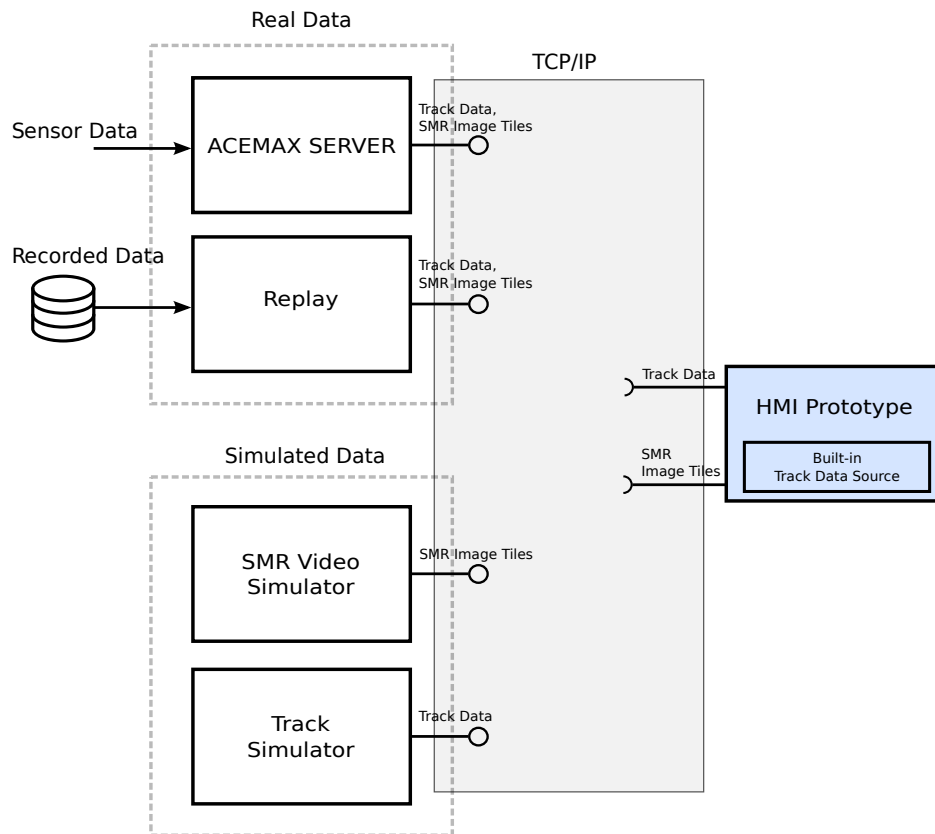 Real Data
TCP/IP
Sensor Data
ACEMAX SERVER
Track Data,
SMR Image Tiles
Recorded Data
Replay
Track Data,
SMR Image Tiles
Track Data
HMI Prototype
SMR
Image Tiles
Built-in
Track Data Source
Simulated Data
SMR Video
Simulator
SMR Image Tiles
Track
Simulator
Track Data